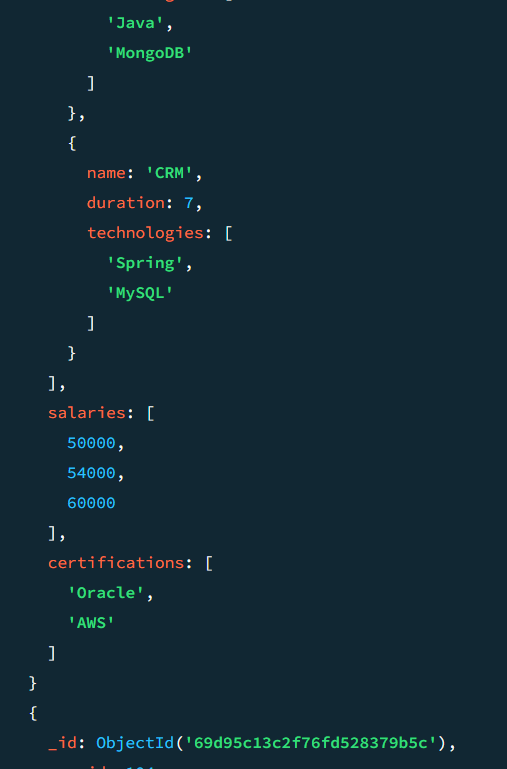 'Java',
'MongoDB'
]
},
{
name: 'CRM',
duration: 7,
technologies: [
'Spring',
'MySQL'
]
}
],
salaries: [
50000,
54000,
60000
],
certifications: [
'Oracle',
'AWS'
]
}
{
_id: ObjectId('69d95c13c2f76fd528379b5c'),